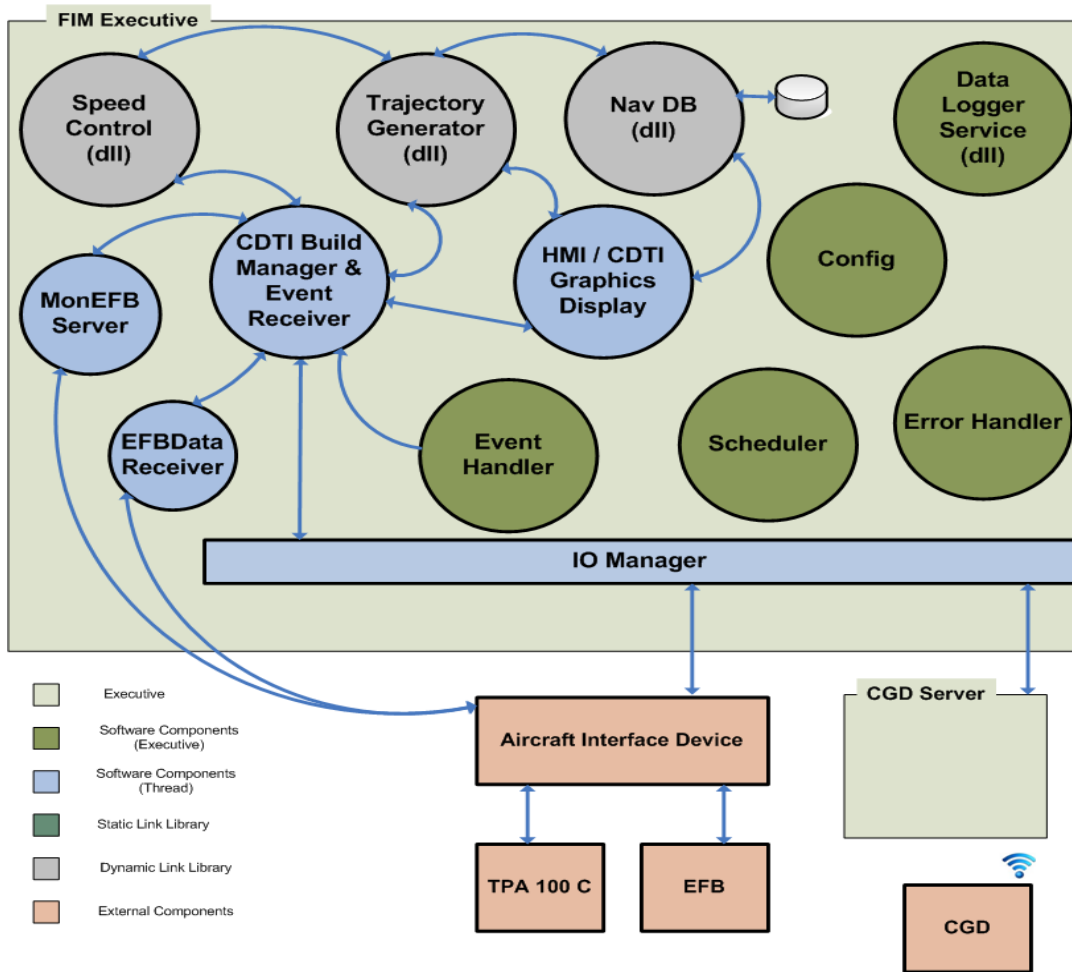 FIM Executive
Speed
Control
(dll)
Trajectory
Generator
(dll)
Nav DB
(dll)
Data
Logger
Service
(dll)
CDTI Build
Manager &
Event
Receiver
HMI / CDTI
Graphics
Display
Config
MonEFB
Server
EFBData
Receiver
Event
Handler
Scheduler
Error Handler
IO Manager
Executive
Software Components
(Executive)
Software Components
(Thread)
Static Link Library
Dynamic Link Library
External Components
Aircraft Interface Device
TPA 100 C
EFB
CGD Server
CGD